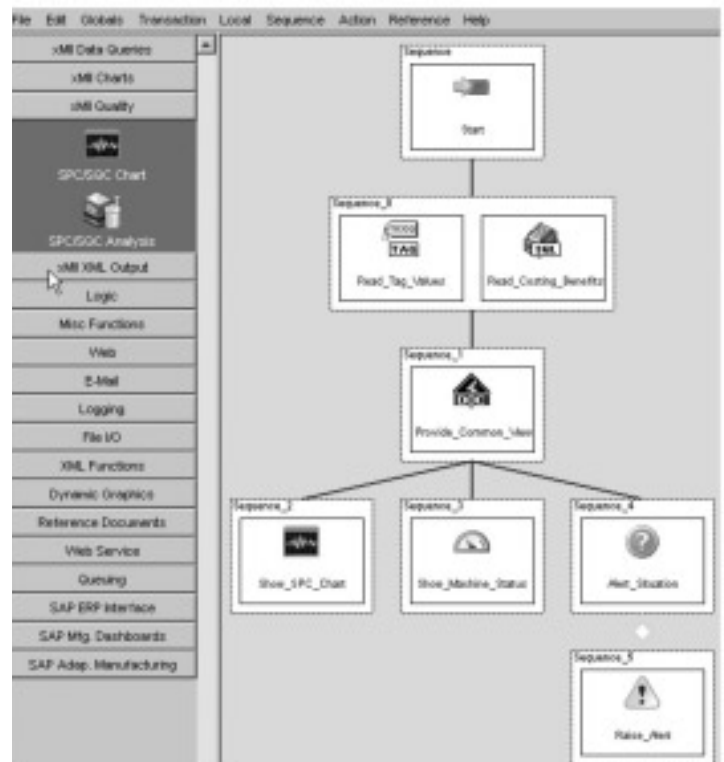 File Edit Globals Transaction Local Sequence Action Reference Help
xMII Data Queries
xMII Charts
xMII Quality
SPC/SQC Chart
SPC/SQC Analysis
xMII XML Output
Logic
Misc Functions
Web
E-Mail
Logging
File I/O
XML Functions
Dynamic Graphics
Reference Documents
Web Service
Queuing
SAP ERP Interface
SAP Mfg. Dashboards
SAP Adap. Manufacturing
Sequence
Start
Sequence_0
TAG
Read_Tag_Values
XML
Read_Costing_Benefits
Sequence_1
Provide_Common_View
Sequence_2
Show_SPC_Chart
Sequence_3
Show_Machine_Status
Sequence_4
Alert_Situation
Sequence_5
Raise_Alert